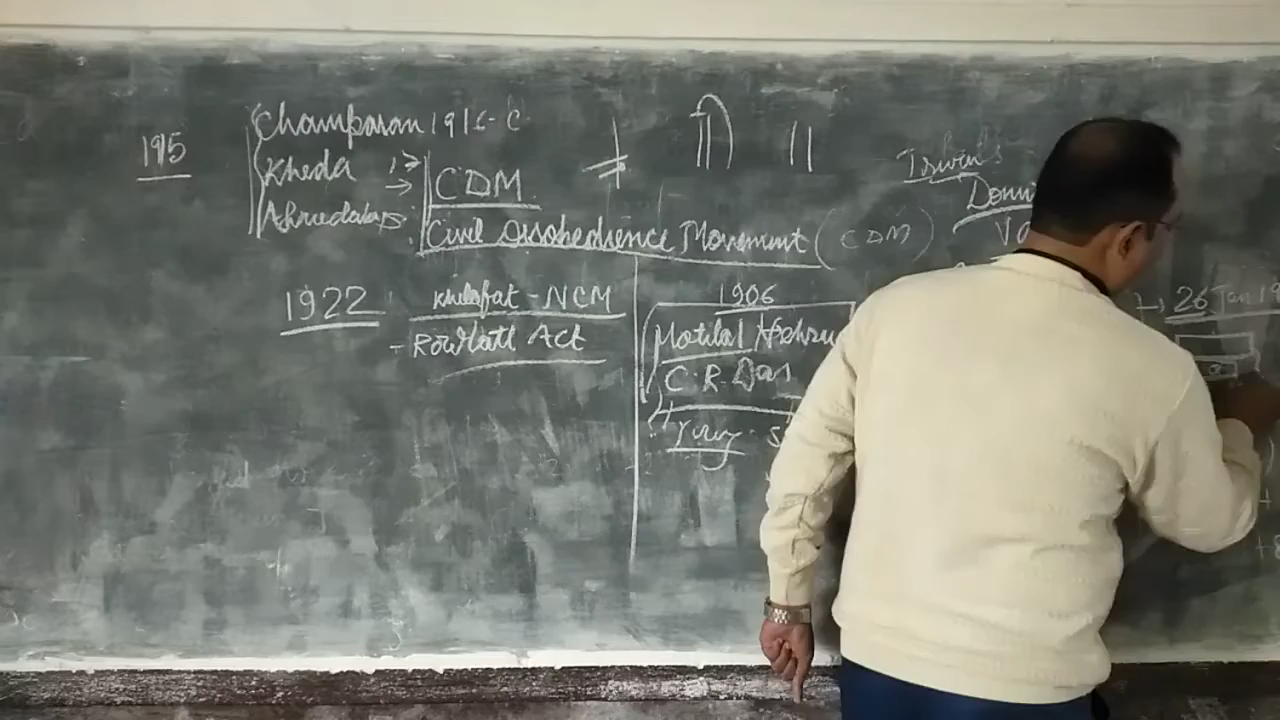 195
Champaran 1916-
Kheda
Ahmedabad
CDM
Civil Disobedience Movement (CDM)
1922
Khilafat - NCM
- Rowlatt Act
1906
Motilal Nehru
C.R. Das
Domi
26 Jan 19